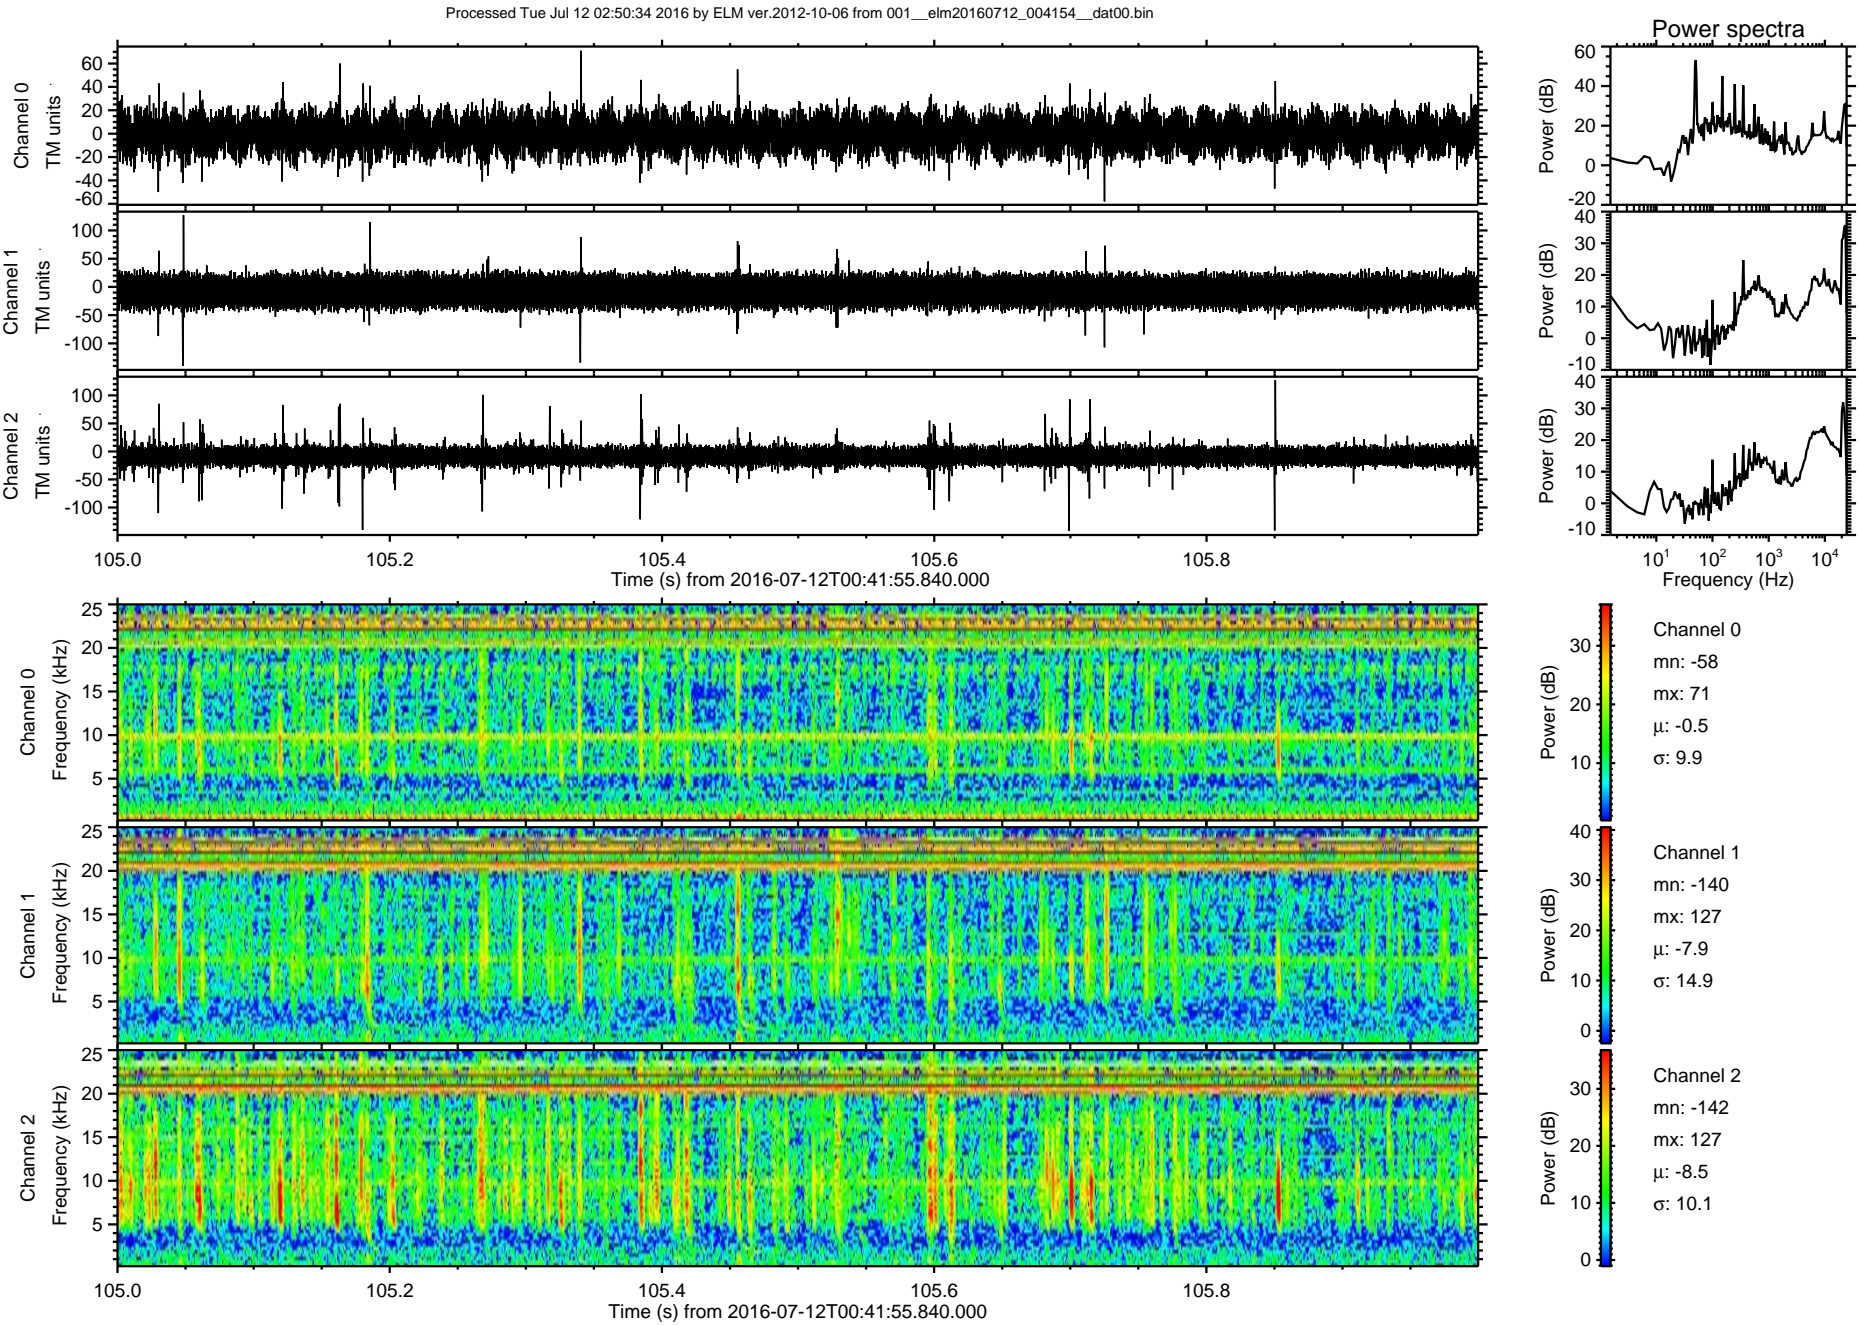 Processed Tue Jul 12 02:50:34 2016 by ELM ver.2012-10-06 from 001__elm20160712_004154__dat00.bin
Power spectra
Channel 0
TM units
60
40
20
0
-20
-40
-60
Power (dB)
60
40
20
0
-20
Channel 1
TM units
100
50
0
-50
-100
Power (dB)
40
30
20
10
0
-10
Channel 2
TM units
100
50
0
-50
-100
Power (dB)
40
30
20
10
0
-10
105.0 105.2 105.4 105.6 105.8
Time (s) from 2016-07-12T00:41:55.840.000
10^1 10^2 10^3 10^4
Frequency (Hz)
Channel 0
Frequency (kHz)
25
20
15
10
5
Power (dB)
30
20
10
Channel 0
mn: -58
mx: 71
μ: -0.5
σ: 9.9
Channel 1
Frequency (kHz)
25
20
15
10
5
Power (dB)
40
30
20
10
0
Channel 1
mn: -140
mx: 127
μ: -7.9
σ: 14.9
Channel 2
Frequency (kHz)
25
20
15
10
5
Power (dB)
30
20
10
0
Channel 2
mn: -142
mx: 127
μ: -8.5
σ: 10.1
105.0 105.2 105.4 105.6 105.8
Time (s) from 2016-07-12T00:41:55.840.000